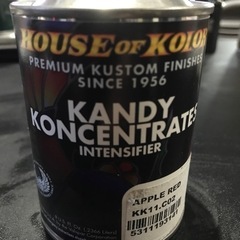 HOUSE OF KOLOR
PREMIUM KUSTOM FINISHES
SINCE 1956
KANDY
KONCENTRATES
INTENSIFIER
APPLE RED
KK11.C02